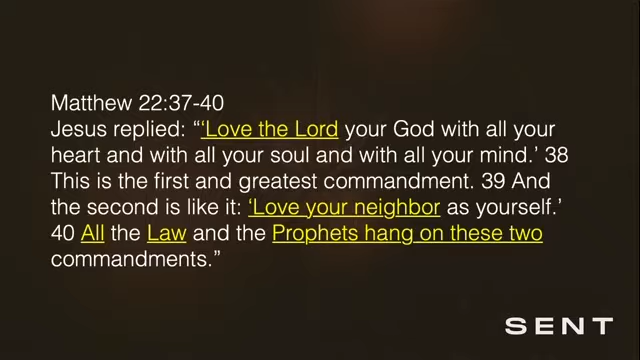 Matthew 22:37-40
Jesus replied: “‘Love the Lord your God with all your
heart and with all your soul and with all your mind.’ 38
This is the first and greatest commandment. 39 And
the second is like it: ‘Love your neighbor as yourself.’
40 All the Law and the Prophets hang on these two
commandments.”
SENT